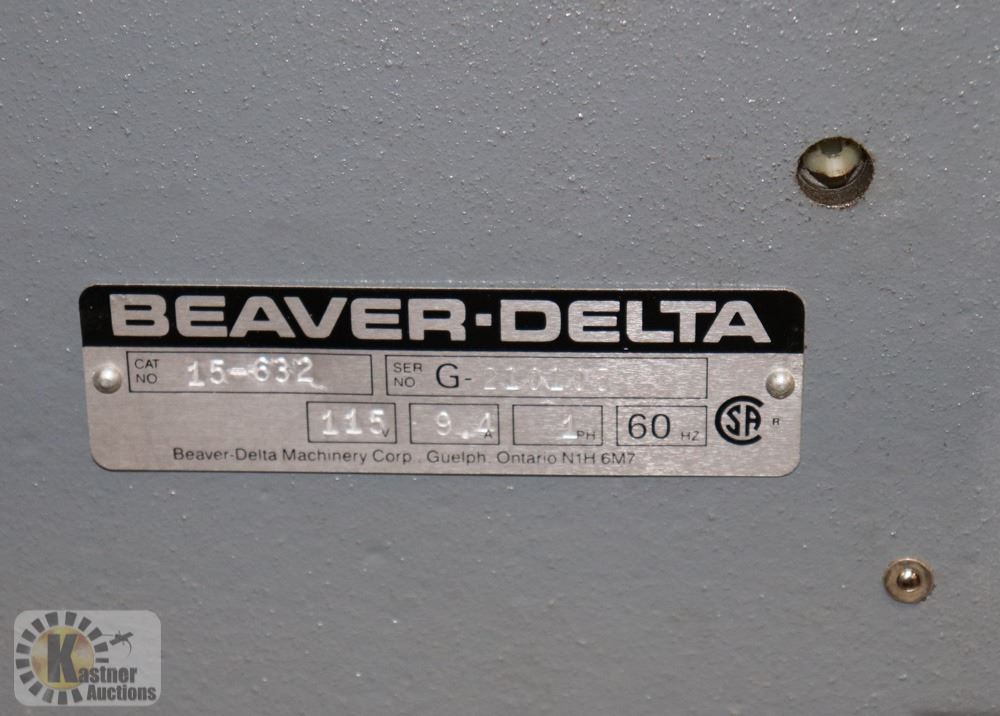 BEAVER-DELTA
CAT NO 15-632 SER NO G-
115 V 9.4 A 1 PH 60 HZ SA R
Beaver-Delta Machinery Corp. Guelph, Ontario N1H 6M7
Kastner
Auctions